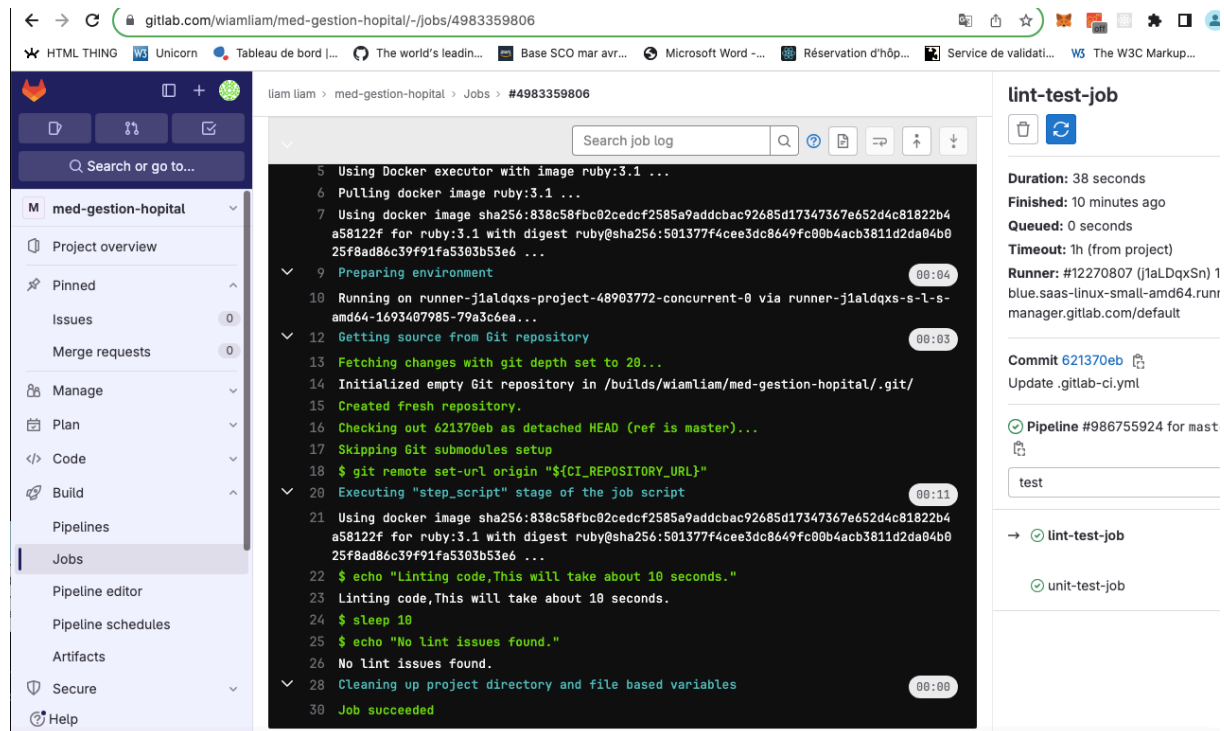 gitlab.com/wiamliam/med-gestion-hopital/-/jobs/4983359806
off
HTML THING
W3 Unicorn
Tableau de bord |...
The world's leadin...
Base SCO mar avr...
Microsoft Word -...
Réservation d'hôp...
Service de validati...
W3 The W3C Markup...
Search or go to...
M med-gestion-hopital
Project overview
Pinned
Issues 0
Merge requests 0
Manage
Plan
Code
Build
Pipelines
Jobs
Pipeline editor
Pipeline schedules
Artifacts
Secure
Help
liam liam > med-gestion-hopital > Jobs > #4983359806
Search job log
5 Using Docker executor with image ruby:3.1 ...
6 Pulling docker image ruby:3.1 ...
7 Using docker image sha256:838c58fbc02cedcf2585a9addcbac92685d17347367e652d4c81822b4
a58122f for ruby:3.1 with digest ruby@sha256:501377f4cee3dc8649fc00b4acb3811d2da04b0
25f8ad86c39f91fa5303b53e6 ...
9 Preparing environment 00:04
10 Running on runner-j1aldqxs-project-48903772-concurrent-0 via runner-j1aldqxs-s-l-s-
amd64-1693407985-79a3c6ea...
12 Getting source from Git repository 00:03
13 Fetching changes with git depth set to 20...
14 Initialized empty Git repository in /builds/wiamliam/med-gestion-hopital/.git/
15 Created fresh repository.
16 Checking out 621370eb as detached HEAD (ref is master)...
17 Skipping Git submodules setup
18 $ git remote set-url origin "${CI_REPOSITORY_URL}"
20 Executing "step_script" stage of the job script 00:11
21 Using docker image sha256:838c58fbc02cedcf2585a9addcbac92685d17347367e652d4c81822b4
a58122f for ruby:3.1 with digest ruby@sha256:501377f4cee3dc8649fc00b4acb3811d2da04b0
25f8ad86c39f91fa5303b53e6 ...
22 $ echo "Linting code,This will take about 10 seconds."
23 Linting code,This will take about 10 seconds.
24 $ sleep 10
25 $ echo "No lint issues found."
26 No lint issues found.
28 Cleaning up project directory and file based variables 00:00
30 Job succeeded
lint-test-job
Duration: 38 seconds
Finished: 10 minutes ago
Queued: 0 seconds
Timeout: 1h (from project)
Runner: #12270807 (j1aLDqxSn) 1
blue.saas-linux-small-amd64.runn
manager.gitlab.com/default
Commit 621370eb
Update .gitlab-ci.yml
Pipeline #986755924 for mast
test
→ lint-test-job
unit-test-job